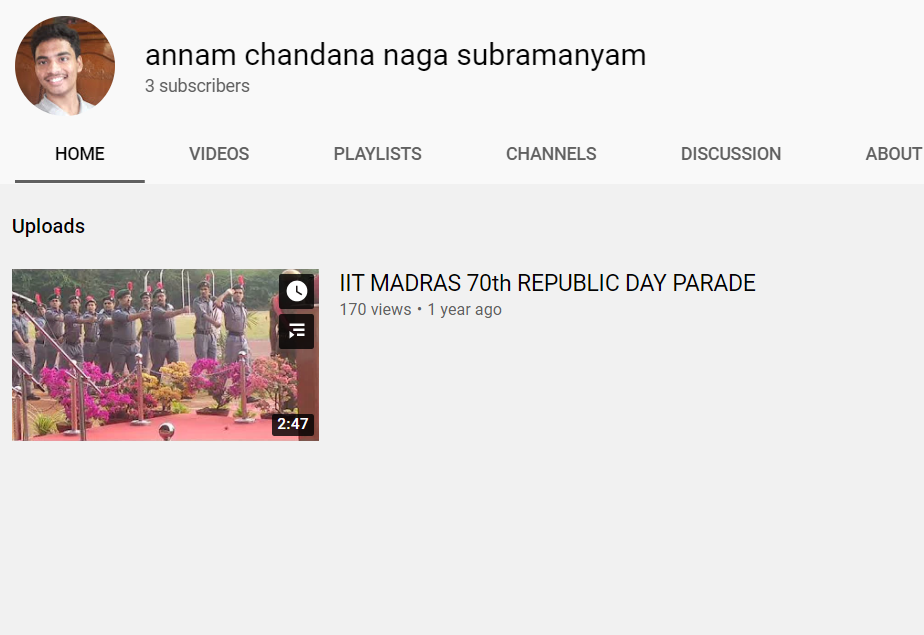 annam chandana naga subramanyam
3 subscribers
HOME VIDEOS PLAYLISTS CHANNELS DISCUSSION ABOUT
Uploads
IIT MADRAS 70th REPUBLIC DAY PARADE
170 views • 1 year ago
2:47